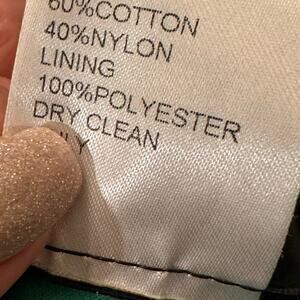 60%COTTON
40%NYLON
LINING
100%POLYESTER
DRY CLEAN